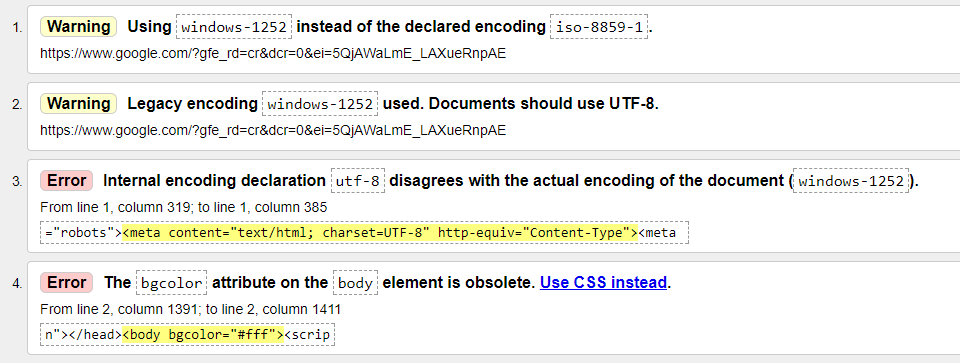 1. Warning Using windows-1252 instead of the declared encoding iso-8859-1.
https://www.google.com/?gfe_rd=cr&dcr=0&ei=5QjAWaLmE_LAXueRnpAE
2. Warning Legacy encoding windows-1252 used. Documents should use UTF-8.
https://www.google.com/?gfe_rd=cr&dcr=0&ei=5QjAWaLmE_LAXueRnpAE
3. Error Internal encoding declaration utf-8 disagrees with the actual encoding of the document (windows-1252).
From line 1, column 319; to line 1, column 385
="robots"><meta content="text/html; charset=UTF-8" http-equiv="Content-Type"><meta
4. Error The bgcolor attribute on the body element is obsolete. Use CSS instead.
From line 2, column 1391; to line 2, column 1411
n"></head><body bgcolor="#fff"><scrip